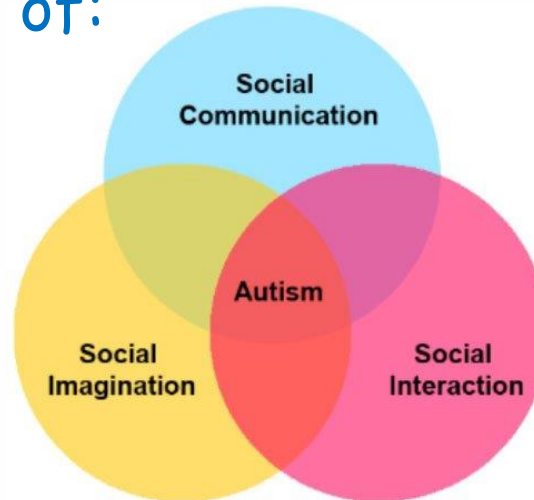 of:
Social
Communication
Autism
Social
Imagination
Social
Interaction